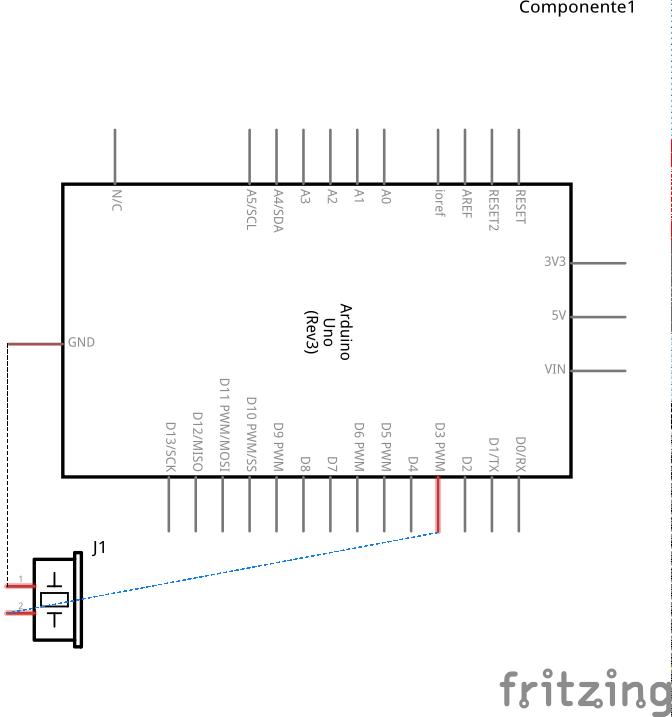 Componente1
N/C
A5/SCL
A4/SDA
A3
A2
A1
A0
ioref
AREF
RESET2
RESET
3V3
5V
VIN
GND
Arduino
Uno
(Rev3)
D13/SCK
D12/MISO
D11 PWM/MOSI
D10 PWM/SS
D9 PWM
D8
D7
D6 PWM
D5 PWM
D4
D3 PWM
D2
D1/TX
D0/RX
J1
1
2
fritzing